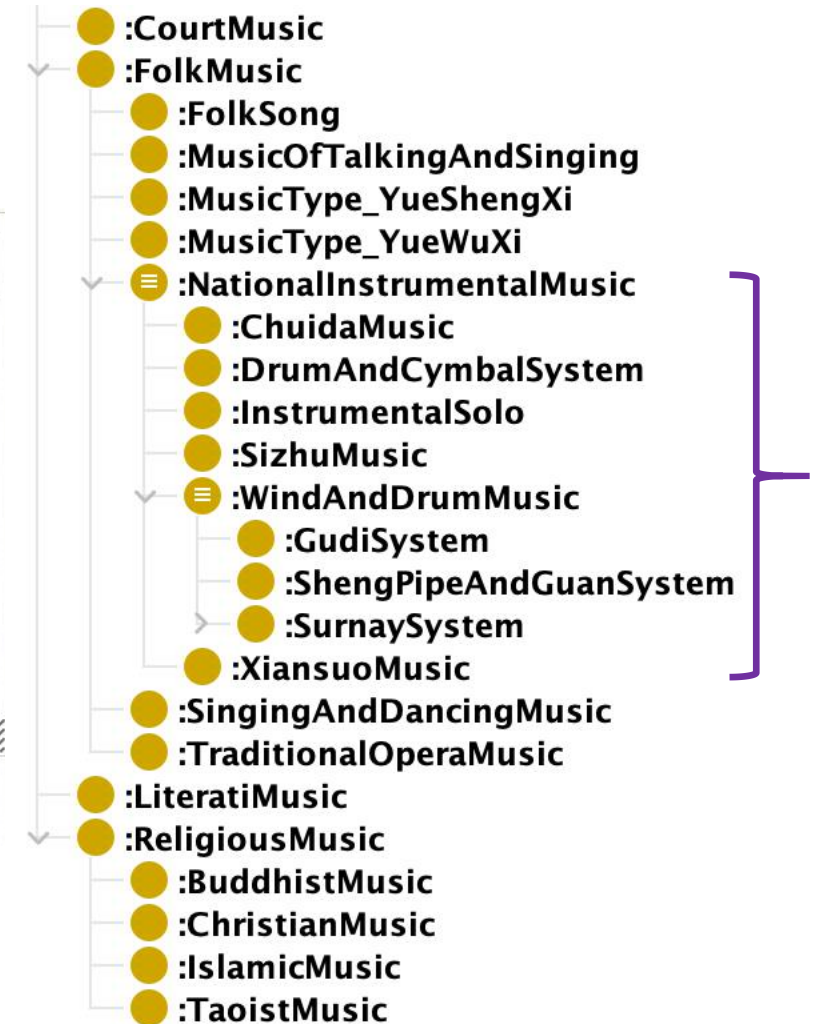 :CourtMusic
:FolkMusic
:FolkSong
:MusicOfTalkingAndSinging
:MusicType_YueShengXi
:MusicType_YueWuXi
:NationalInstrumentalMusic
:ChuidaMusic
:DrumAndCymbalSystem
:InstrumentalSolo
:SizhuMusic
:WindAndDrumMusic
:GudiSystem
:ShengPipeAndGuanSystem
:SurnaySystem
:XiansuoMusic
:SingingAndDancingMusic
:TraditionalOperaMusic
:LiteratiMusic
:ReligiousMusic
:BuddhistMusic
:ChristianMusic
:IslamicMusic
:TaoistMusic